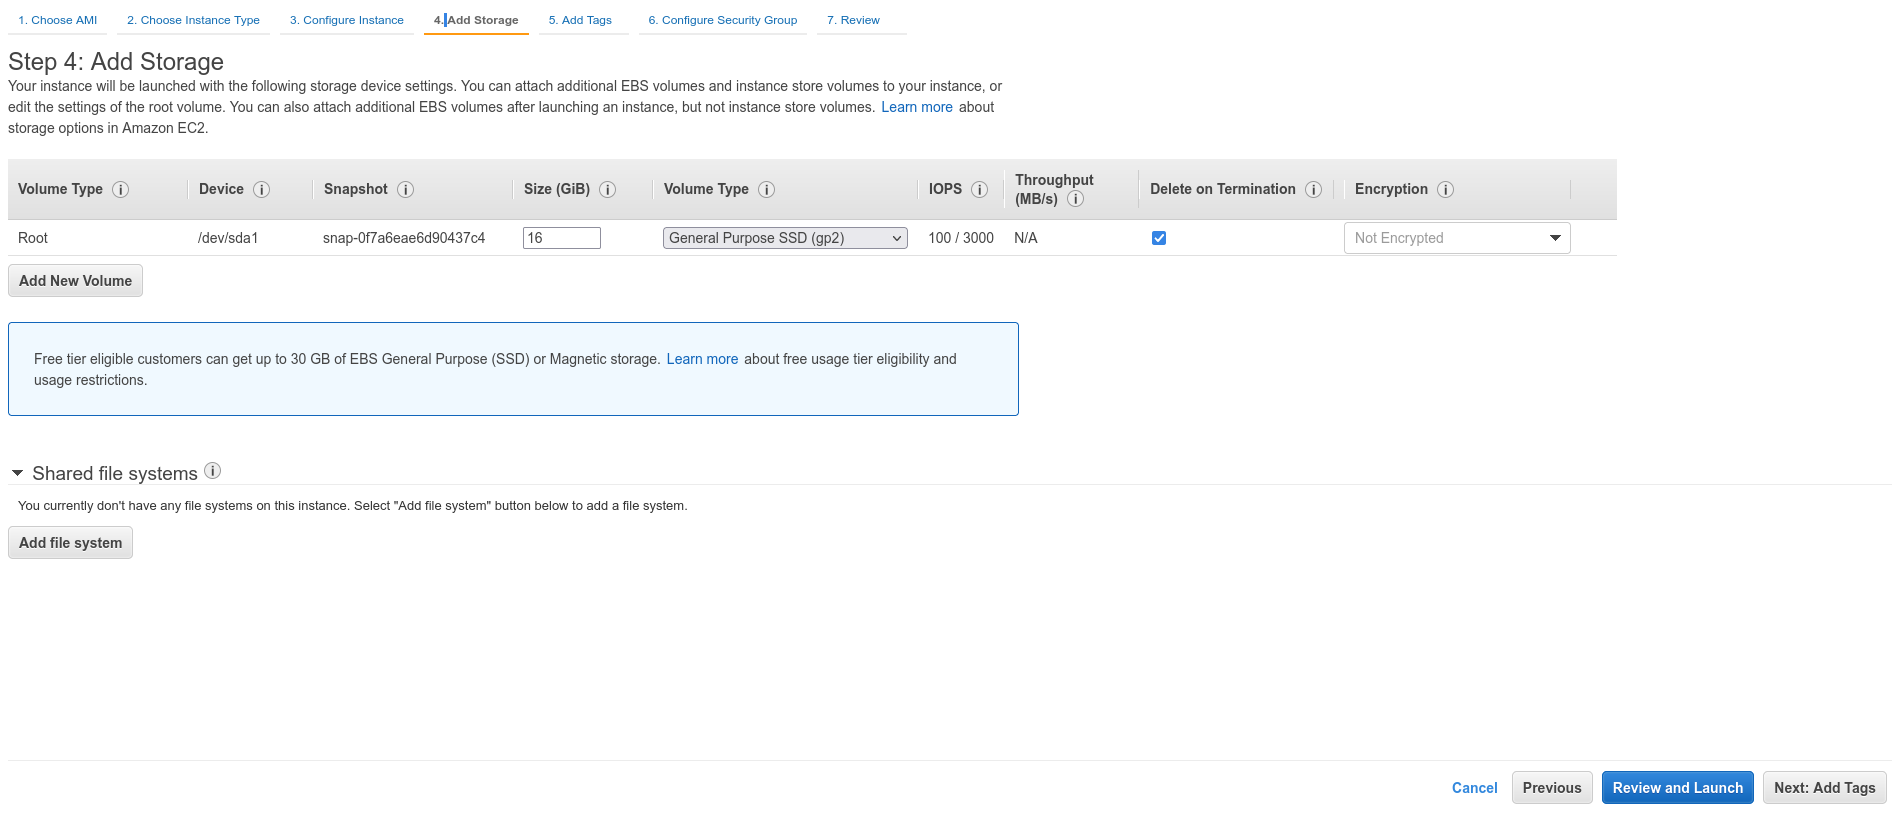 1. Choose AMI 2. Choose Instance Type 3. Configure Instance 4. Add Storage 5. Add Tags 6. Configure Security Group 7. Review
Step 4: Add Storage
Your instance will be launched with the following storage device settings. You can attach additional EBS volumes and instance store volumes to your instance, or
edit the settings of the root volume. You can also attach additional EBS volumes after launching an instance, but not instance store volumes. Learn more about
storage options in Amazon EC2.
Volume Type i Device i Snapshot i Size (GiB) i Volume Type i IOPS i Throughput (MB/s) i Delete on Termination i Encryption i
Root /dev/sda1 snap-0f7a6eae6d90437c4 16 General Purpose SSD (gp2) 100 / 3000 N/A Not Encrypted
Add New Volume
Free tier eligible customers can get up to 30 GB of EBS General Purpose (SSD) or Magnetic storage. Learn more about free usage tier eligibility and
usage restrictions.
Shared file systems i
You currently don't have any file systems on this instance. Select "Add file system" button below to add a file system.
Add file system
Cancel Previous Review and Launch Next: Add Tags